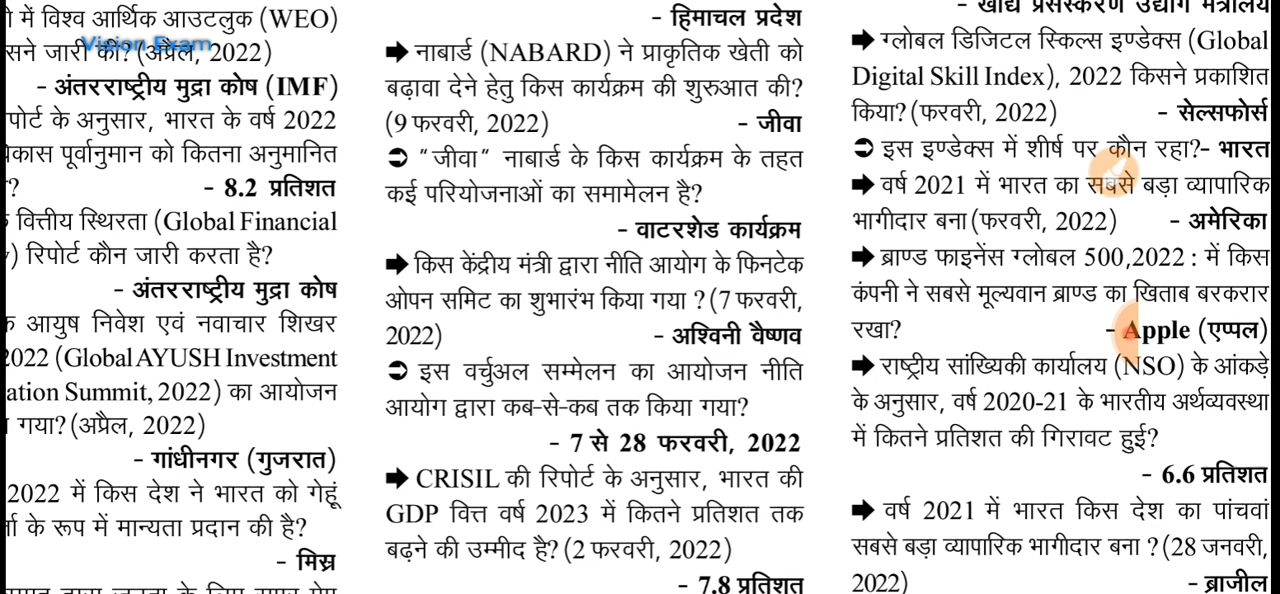 में विश्व आर्थिक आउटलुक (WEO)
जारी की? (अप्रैल, 2022)
Vision Exam
- अंतरराष्ट्रीय मुद्रा कोष (IMF)
के अनुसार, भारत के वर्ष 2022
पूर्वानुमान को कितना अनुमानित
?
- 8.2 प्रतिशत
वित्तीय स्थिरता (Global Financial
) रिपोर्ट कौन जारी करता है?
- अंतरराष्ट्रीय मुद्रा कोष
आयुष निवेश एवं नवाचार शिखर
2022 (Global AYUSH Investment
ation Summit, 2022) का आयोजन
गया? (अप्रैल, 2022)
- गांधीनगर (गुजरात)
2022 में किस देश ने भारत को गेहूं
के रूप में मान्यता प्रदान की है?
- मिस्र
- हिमाचल प्रदेश
➡ नाबार्ड (NABARD) ने प्राकृतिक खेती को
बढ़ावा देने हेतु किस कार्यक्रम की शुरुआत की?
(9 फरवरी, 2022) - जीवा
➲ "जीवा" नाबार्ड के किस कार्यक्रम के तहत
कई परियोजनाओं का समामेलन है?
- वाटरशेड कार्यक्रम
➡ किस केंद्रीय मंत्री द्वारा नीति आयोग के फिनटेक
ओपन समिट का शुभारंभ किया गया ? (7 फरवरी,
2022) - अश्विनी वैष्णव
➲ इस वर्चुअल सम्मेलन का आयोजन नीति
आयोग द्वारा कब-से-कब तक किया गया?
- 7 से 28 फरवरी, 2022
➡ CRISIL की रिपोर्ट के अनुसार, भारत की
GDP वित्त वर्ष 2023 में कितने प्रतिशत तक
बढ़ने की उम्मीद है? (2 फरवरी, 2022)
- 7.8 प्रतिशत
- खाद्य प्रसंस्करण उद्योग मंत्रालय
➡ ग्लोबल डिजिटल स्किल्स इण्डेक्स (Global
Digital Skill Index), 2022 किसने प्रकाशित
किया? (फरवरी, 2022) - सेल्सफोर्स
➲ इस इण्डेक्स में शीर्ष पर कौन रहा?- भारत
➡ वर्ष 2021 में भारत का सबसे बड़ा व्यापारिक
भागीदार बना (फरवरी, 2022) - अमेरिका
➡ ब्राण्ड फाइनेंस ग्लोबल 500,2022 : में किस
कंपनी ने सबसे मूल्यवान ब्राण्ड का खिताब बरकरार
रखा? - Apple (एप्पल)
➡ राष्ट्रीय सांख्यिकी कार्यालय (NSO) के आंकड़े
के अनुसार, वर्ष 2020-21 के भारतीय अर्थव्यवस्था
में कितने प्रतिशत की गिरावट हुई?
- 6.6 प्रतिशत
➡ वर्ष 2021 में भारत किस देश का पांचवां
सबसे बड़ा व्यापारिक भागीदार बना ? (28 जनवरी,
2022) - ब्राजील